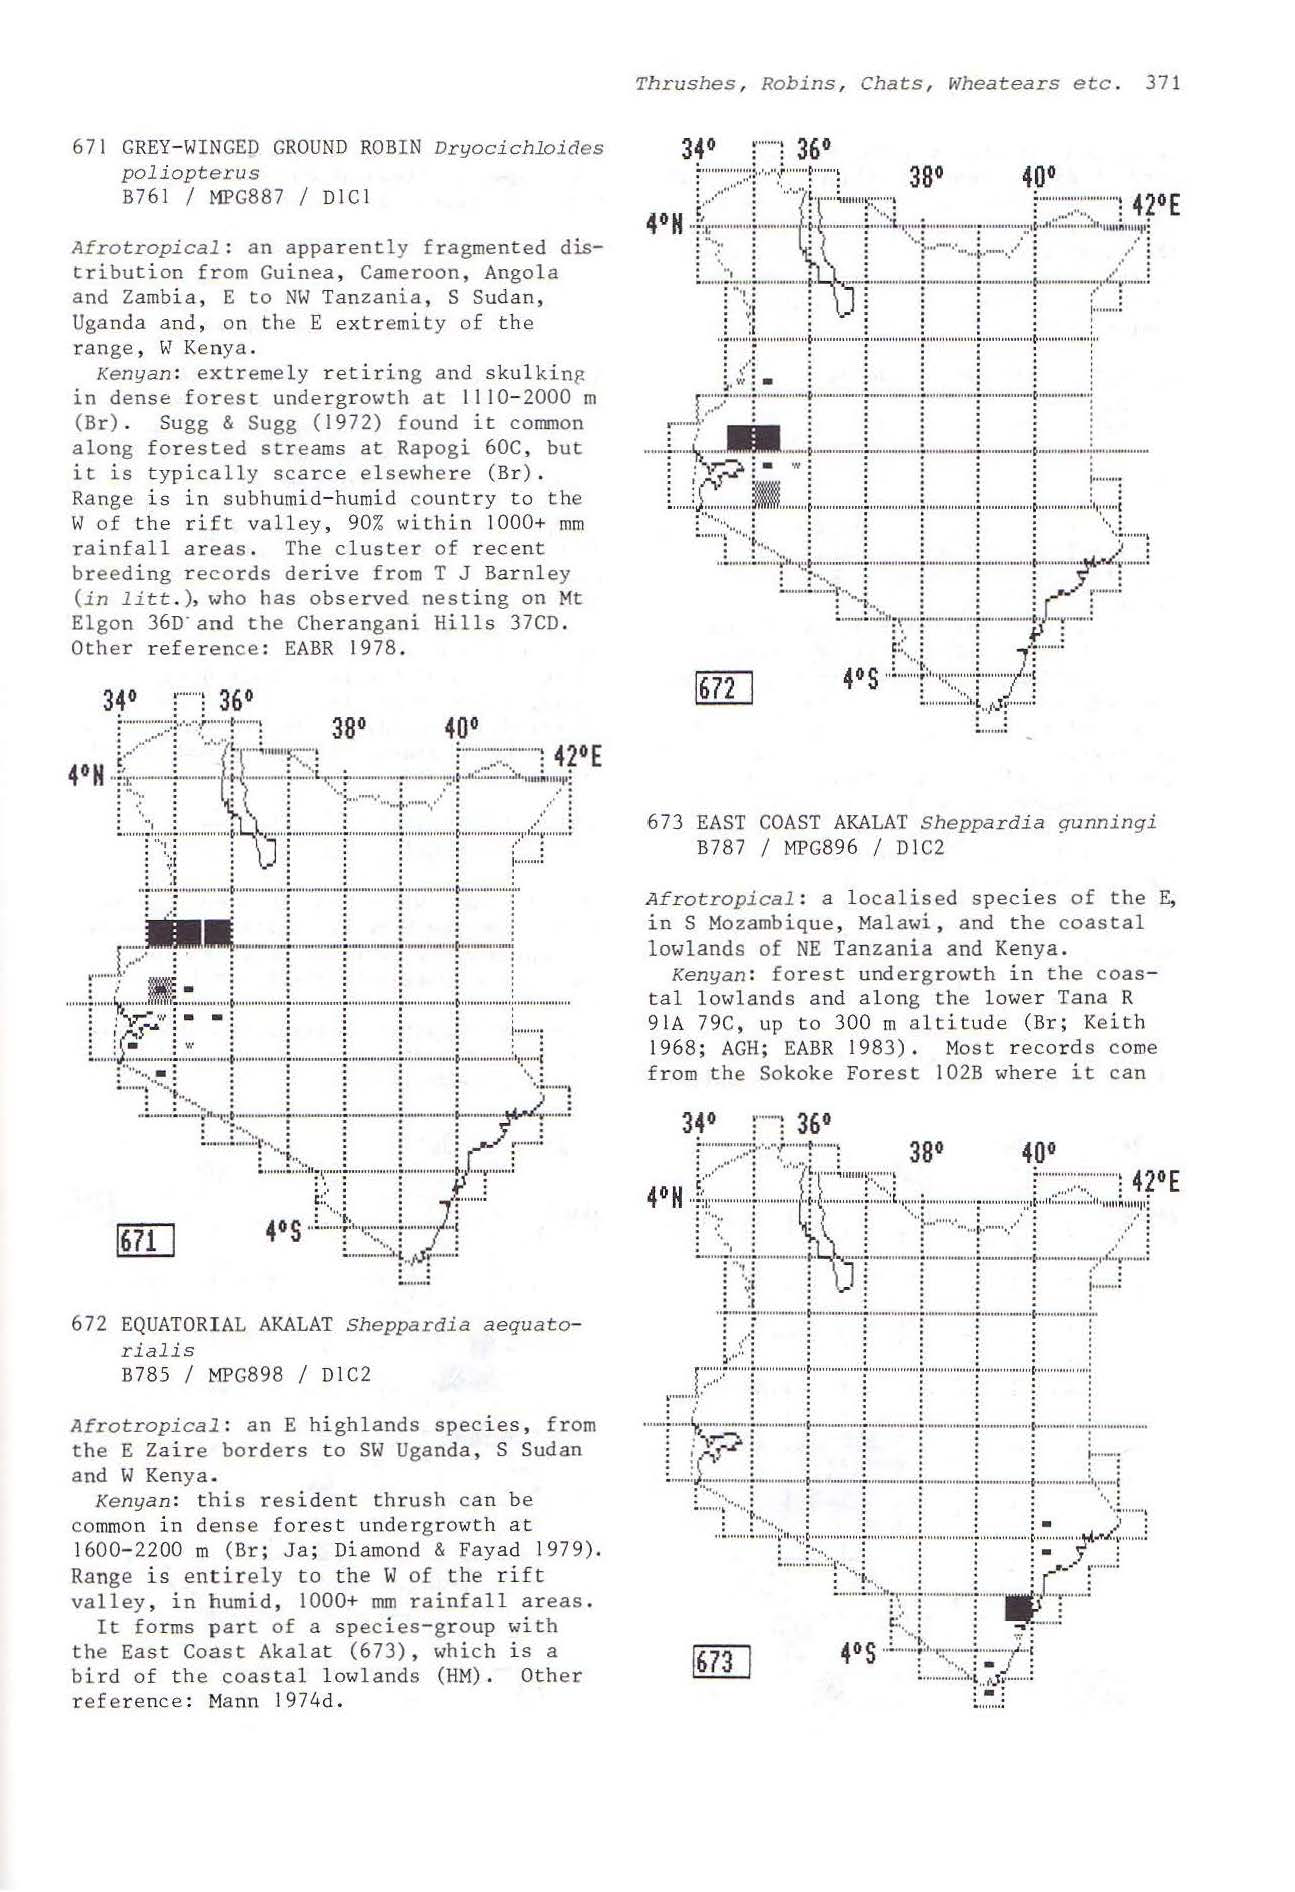 Thrushes, Robins, Chats, Wheatears etc. 371
671 GREY-WINGED GROUND ROBIN Dryocichloides
poliopterus
B761 / MPG887 / D1C1
Afrotropical: an apparently fragmented dis-
tribution from Guinea, Cameroon, Angola
and Zambia, E to NW Tanzania, S Sudan,
Uganda and, on the E extremity of the
range, W Kenya.
Kenyan: extremely retiring and skulking
in dense forest undergrowth at 1110-2000 m
(Br). Sugg & Sugg (1972) found it common
along forested streams at Rapogi 60C, but
it is typically scarce elsewhere (Br).
Range is in subhumid-humid country to the
W of the rift valley, 90% within 1000+ mm
rainfall areas. The cluster of recent
breeding records derive from T J Barnley
(in litt.), who has observed nesting on Mt
Elgon 36D and the Cherangani Hills 37CD.
Other reference: EABR 1978.
34° 36°
38° 40°
42°E
4°N
W
W
4°S
671
672 EQUATORIAL AKALAT Sheppardia aequato-
rialis
B785 / MPG898 / D1C2
Afrotropical: an E highlands species, from
the E Zaire borders to SW Uganda, S Sudan
and W Kenya.
Kenyan: this resident thrush can be
common in dense forest undergrowth at
1600-2200 m (Br; Ja; Diamond & Fayad 1979).
Range is entirely to the W of the rift
valley, in humid, 1000+ mm rainfall areas.
It forms part of a species-group with
the East Coast Akalat (673), which is a
bird of the coastal lowlands (HM). Other
reference: Mann 1974d.
34° 36°
38° 40°
42°E
4°N
W
W
4°S
672
673 EAST COAST AKALAT Sheppardia gunningi
B787 / MPG896 / D1C2
Afrotropical: a localised species of the E,
in S Mozambique, Malawi, and the coastal
lowlands of NE Tanzania and Kenya.
Kenyan: forest undergrowth in the coas-
tal lowlands and along the lower Tana R
91A 79C, up to 300 m altitude (Br; Keith
1968; AGH; EABR 1983). Most records come
from the Sokoke Forest 102B where it can
34° 36°
38° 40°
42°E
4°N
W
4°S
673